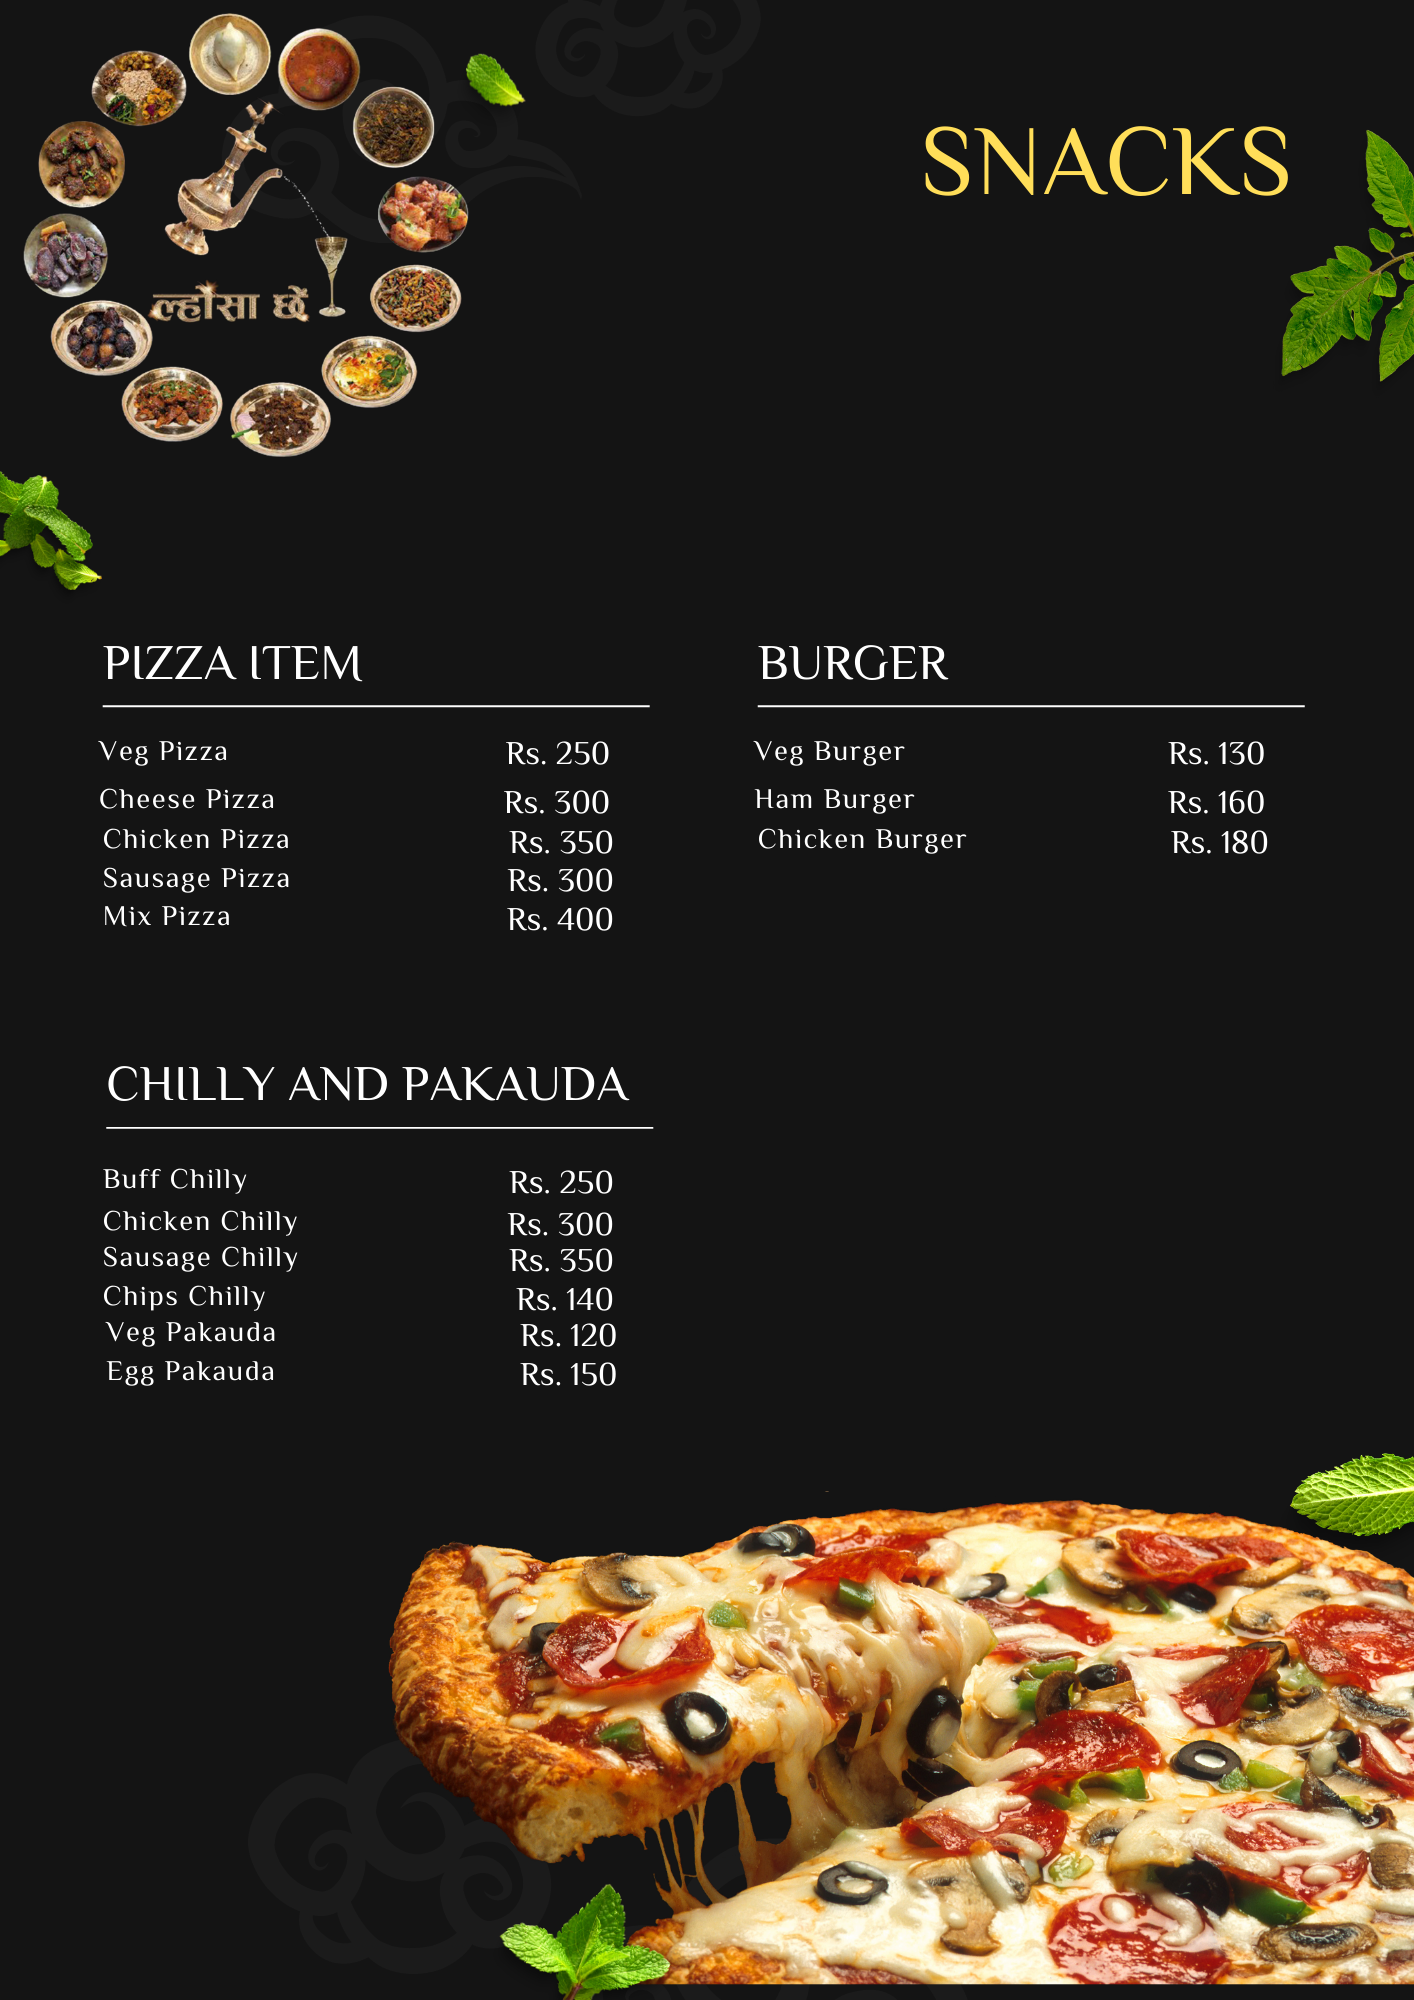 SNACKS
ल्होंसा छेँ
PIZZA ITEM
Veg Pizza Rs. 250
Cheese Pizza Rs. 300
Chicken Pizza Rs. 350
Sausage Pizza Rs. 300
Mix Pizza Rs. 400
BURGER
Veg Burger Rs. 130
Ham Burger Rs. 160
Chicken Burger Rs. 180
CHILLY AND PAKAUDA
Buff Chilly Rs. 250
Chicken Chilly Rs. 300
Sausage Chilly Rs. 350
Chips Chilly Rs. 140
Veg Pakauda Rs. 120
Egg Pakauda Rs. 150